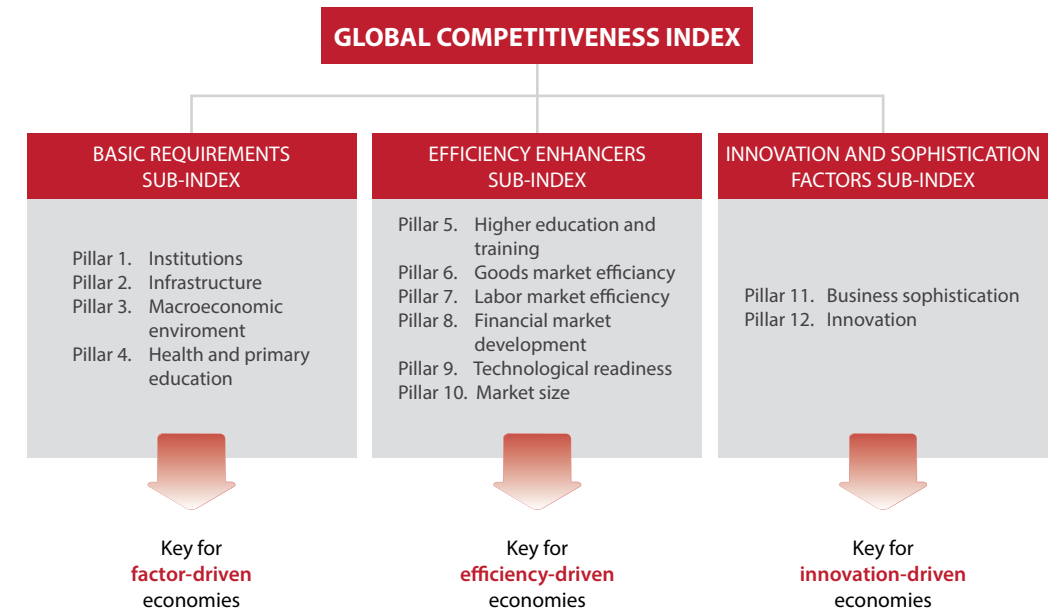 GLOBAL COMPETITIVENESS INDEX
BASIC REQUIREMENTS
SUB-INDEX
Pillar 1. Institutions
Pillar 2. Infrastructure
Pillar 3. Macroeconomic
enviroment
Pillar 4. Health and primary
education
Key for
factor-driven
economies
EFFICIENCY ENHANCERS
SUB-INDEX
Pillar 5. Higher education and
training
Pillar 6. Goods market efficiancy
Pillar 7. Labor market efficiency
Pillar 8. Financial market
development
Pillar 9. Technological readiness
Pillar 10. Market size
Key for
efficiency-driven
economies
INNOVATION AND SOPHISTICATION
FACTORS SUB-INDEX
Pillar 11. Business sophistication
Pillar 12. Innovation
Key for
innovation-driven
economies